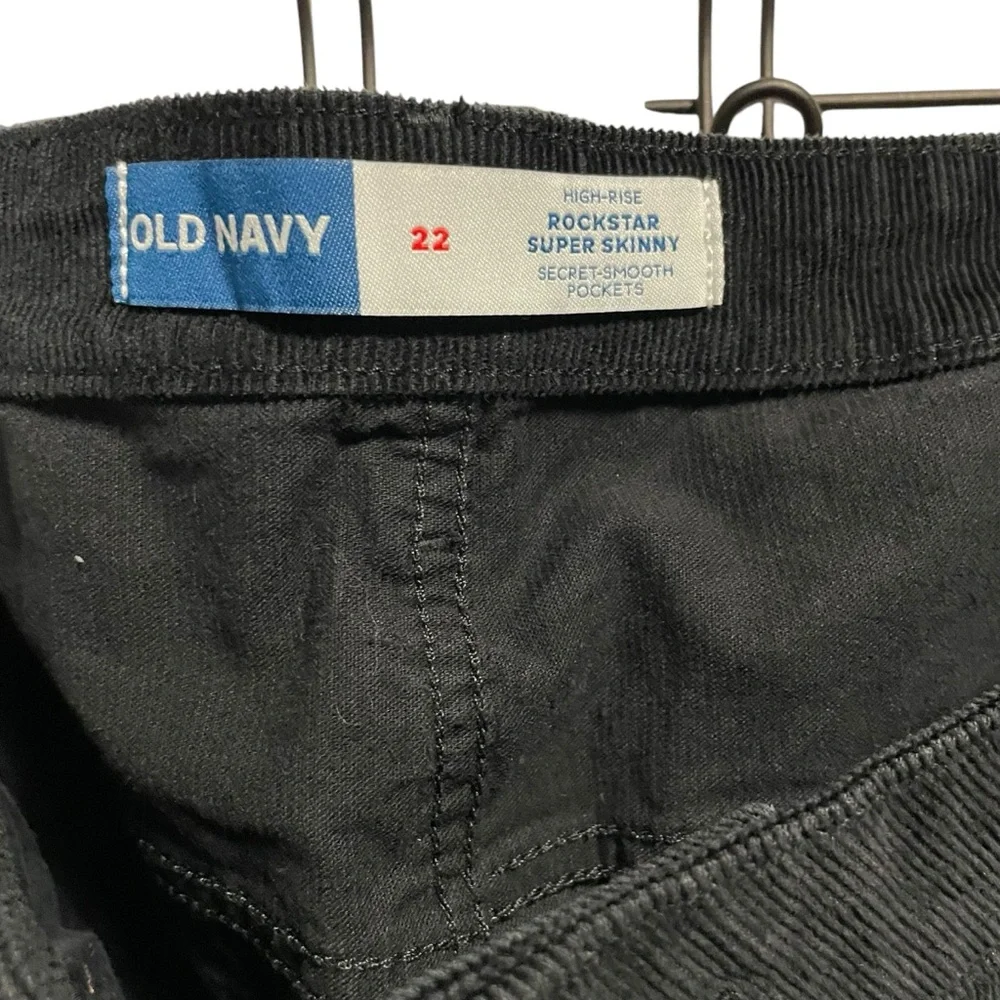 OLD NAVY
22
HIGH-RISE
ROCKSTAR
SUPER SKINNY
SECRET-SMOOTH
POCKETS